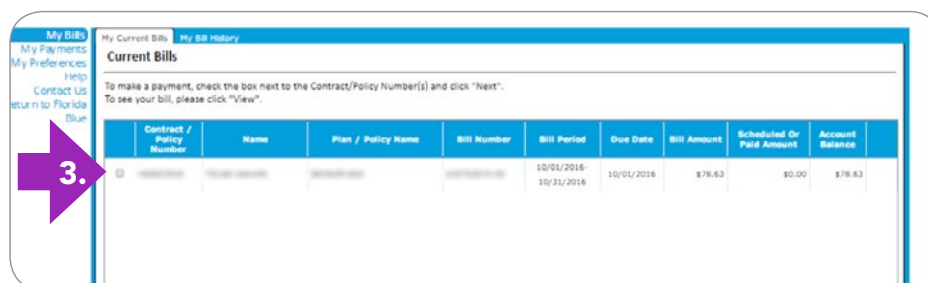 My Bills
My Payments
My Preferences
Help
Contact Us
eturn to Florida
Blue
My Current Bills My Bill History
Current Bills
To make a payment, check the box next to the Contract/Policy Number(s) and click "Next".
To see your bill, please click "View".
Contract / Policy Number Name Plan / Policy Name Bill Number Bill Period Due Date Bill Amount Scheduled Or Paid Amount Account Balance
3.
10/01/2016-
10/31/2016
10/01/2016 $78.63 $0.00 $78.63